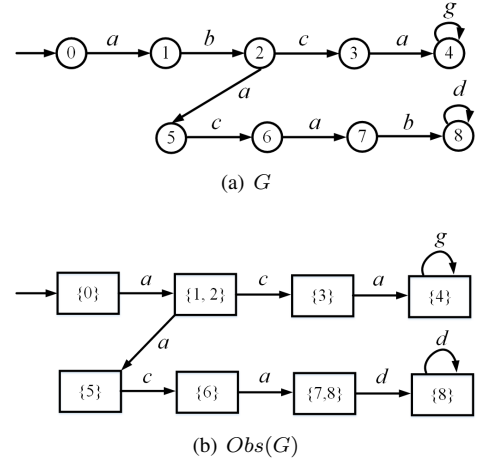 g
0 a 1 b 2 c 3 a 4
a d
5 c 6 a 7 b 8
(a) G
g
{0} a {1, 2} c {3} a {4}
a d
{5} c {6} a {7,8} d {8}
(b) Obs(G)